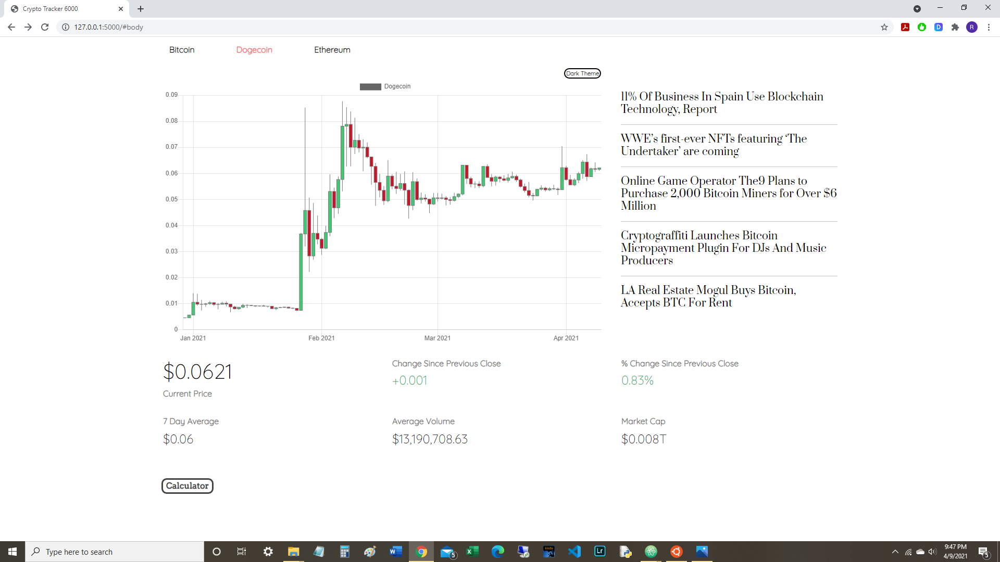 Crypto Tracker 6000
127.0.0.1:5000/#body
R
Bitcoin Dogecoin Ethereum
Dark Theme
Dogecoin
0.09
0.08
0.07
0.06
0.05
0.04
0.03
0.02
0.01
0
Jan 2021 Feb 2021 Mar 2021 Apr 2021
11% Of Business In Spain Use Blockchain
Technology, Report
WWE’s first-ever NFTs featuring ‘The
Undertaker’ are coming
Online Game Operator The9 Plans to
Purchase 2,000 Bitcoin Miners for Over $6
Million
Cryptograffiti Launches Bitcoin
Micropayment Plugin For DJs And Music
Producers
LA Real Estate Mogul Buys Bitcoin,
Accepts BTC For Rent
$0.0621
Current Price
Change Since Previous Close
+0.001
% Change Since Previous Close
0.83%
7 Day Average
$0.06
Average Volume
$13,190,708.63
Market Cap
$0.008T
Calculator
Type here to search
W
5
X
kindle
Lr
9:47 PM
4/9/2021
5